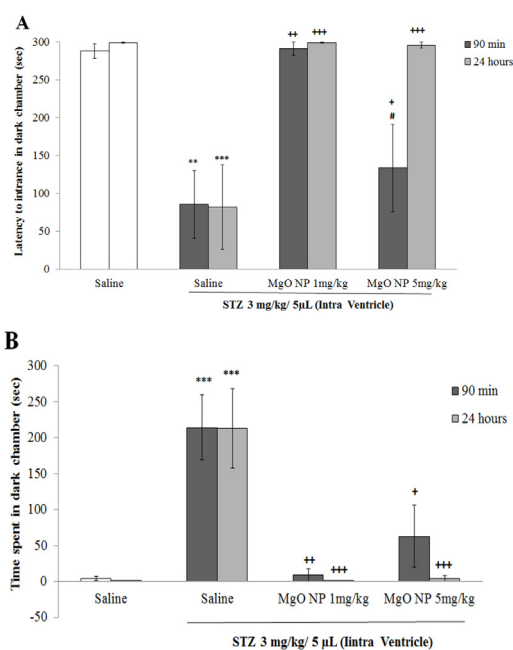 A
Latency to intrance in dark chamber (sec)
300
250
200
150
100
50
0
** *** ++ +++ + # +++
90 min
24 hours
Saline Saline MgO NP 1mg/kg MgO NP 5mg/kg
STZ 3 mg/kg/ 5µL (Intra Ventricle)
B
Time spent in dark chamber (sec)
300
250
200
150
100
50
0
-50
*** *** ++ +++ + +++
90 min
24 hours
Saline Saline MgO NP 1mg/kg MgO NP 5mg/kg
STZ 3 mg/kg/ 5 µL (Iintra Ventricle)